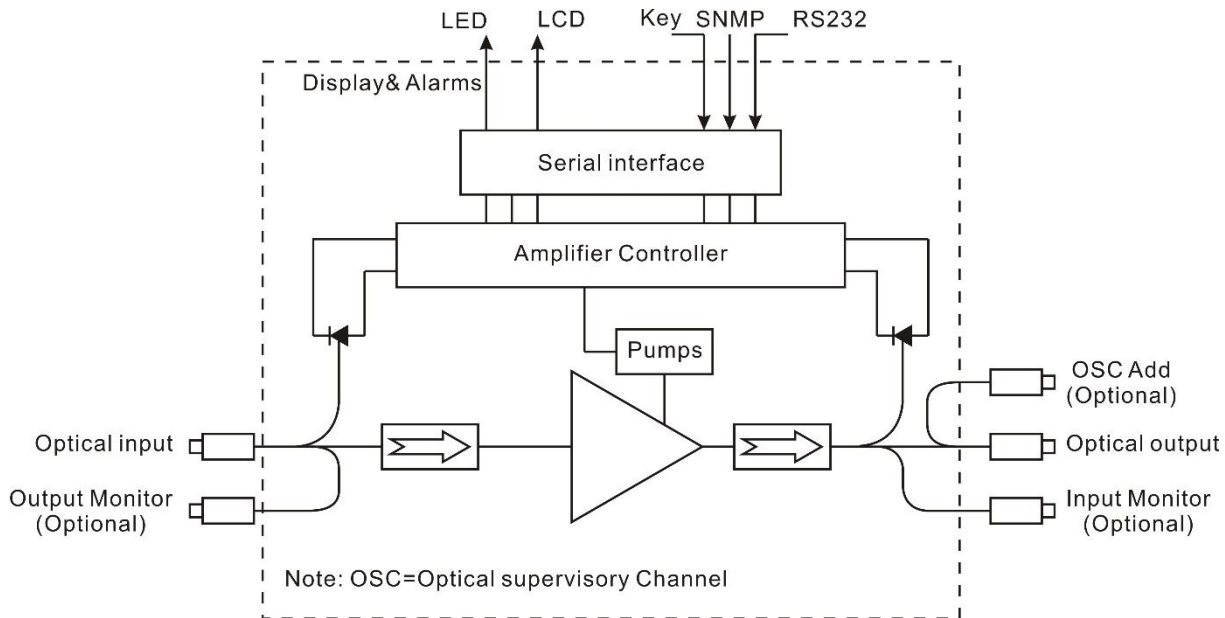 LED
LCD
Key
SNMP
RS232
Display& Alarms
Serial interface
Amplifier Controller
Pumps
OSC Add
(Optional)
Optical input
Optical output
Output Monitor
(Optional)
Input Monitor
(Optional)
Note: OSC=Optical supervisory Channel